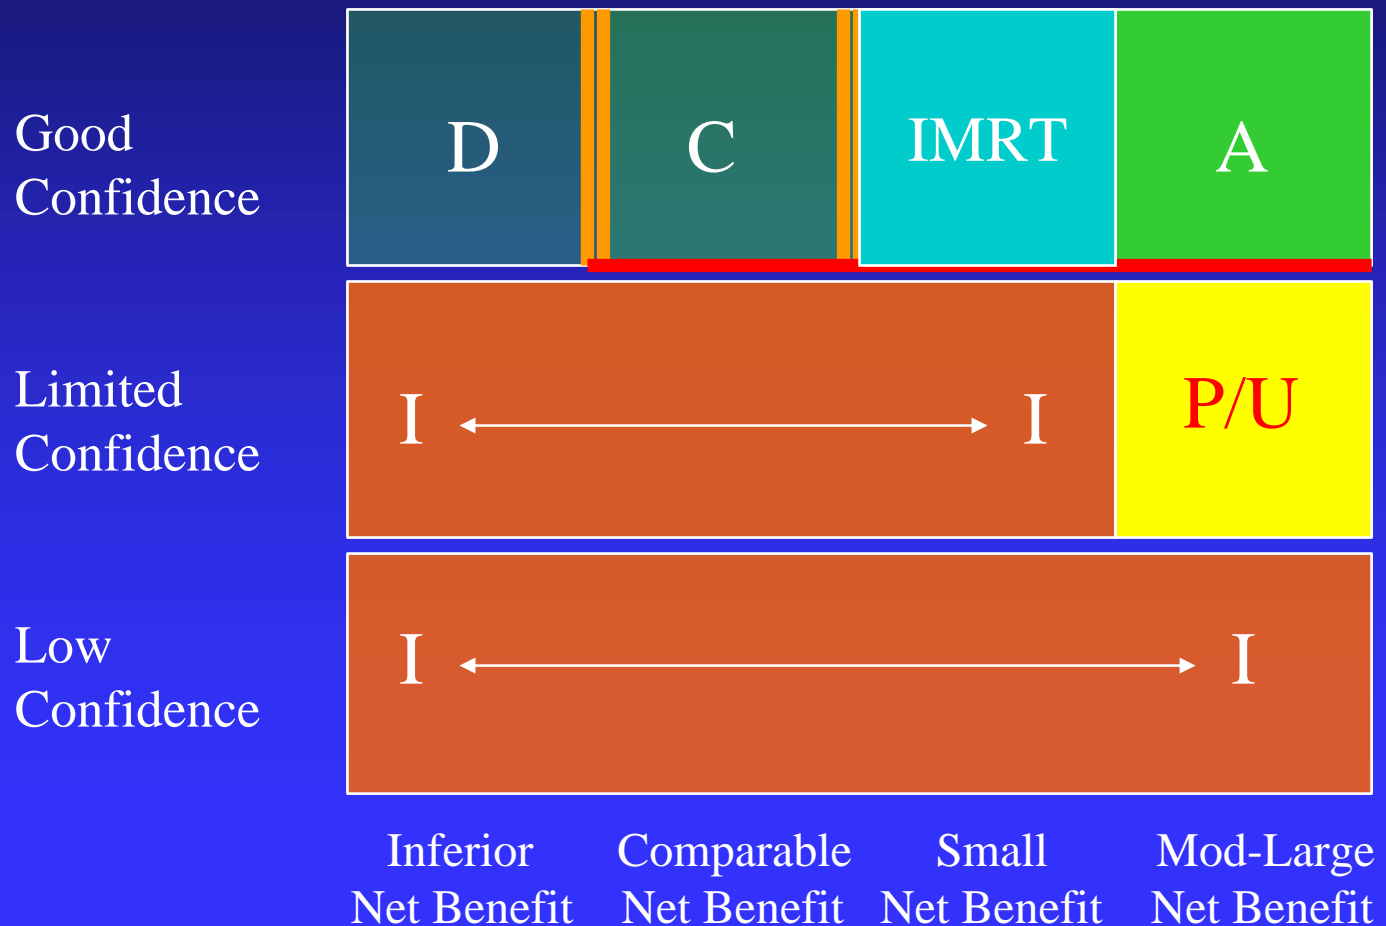 Good
Confidence
D
C
IMRT
A
Limited
Confidence
I
I
P/U
Low
Confidence
I
I
Inferior
Net Benefit
Comparable
Net Benefit
Small
Net Benefit
Mod-Large
Net Benefit